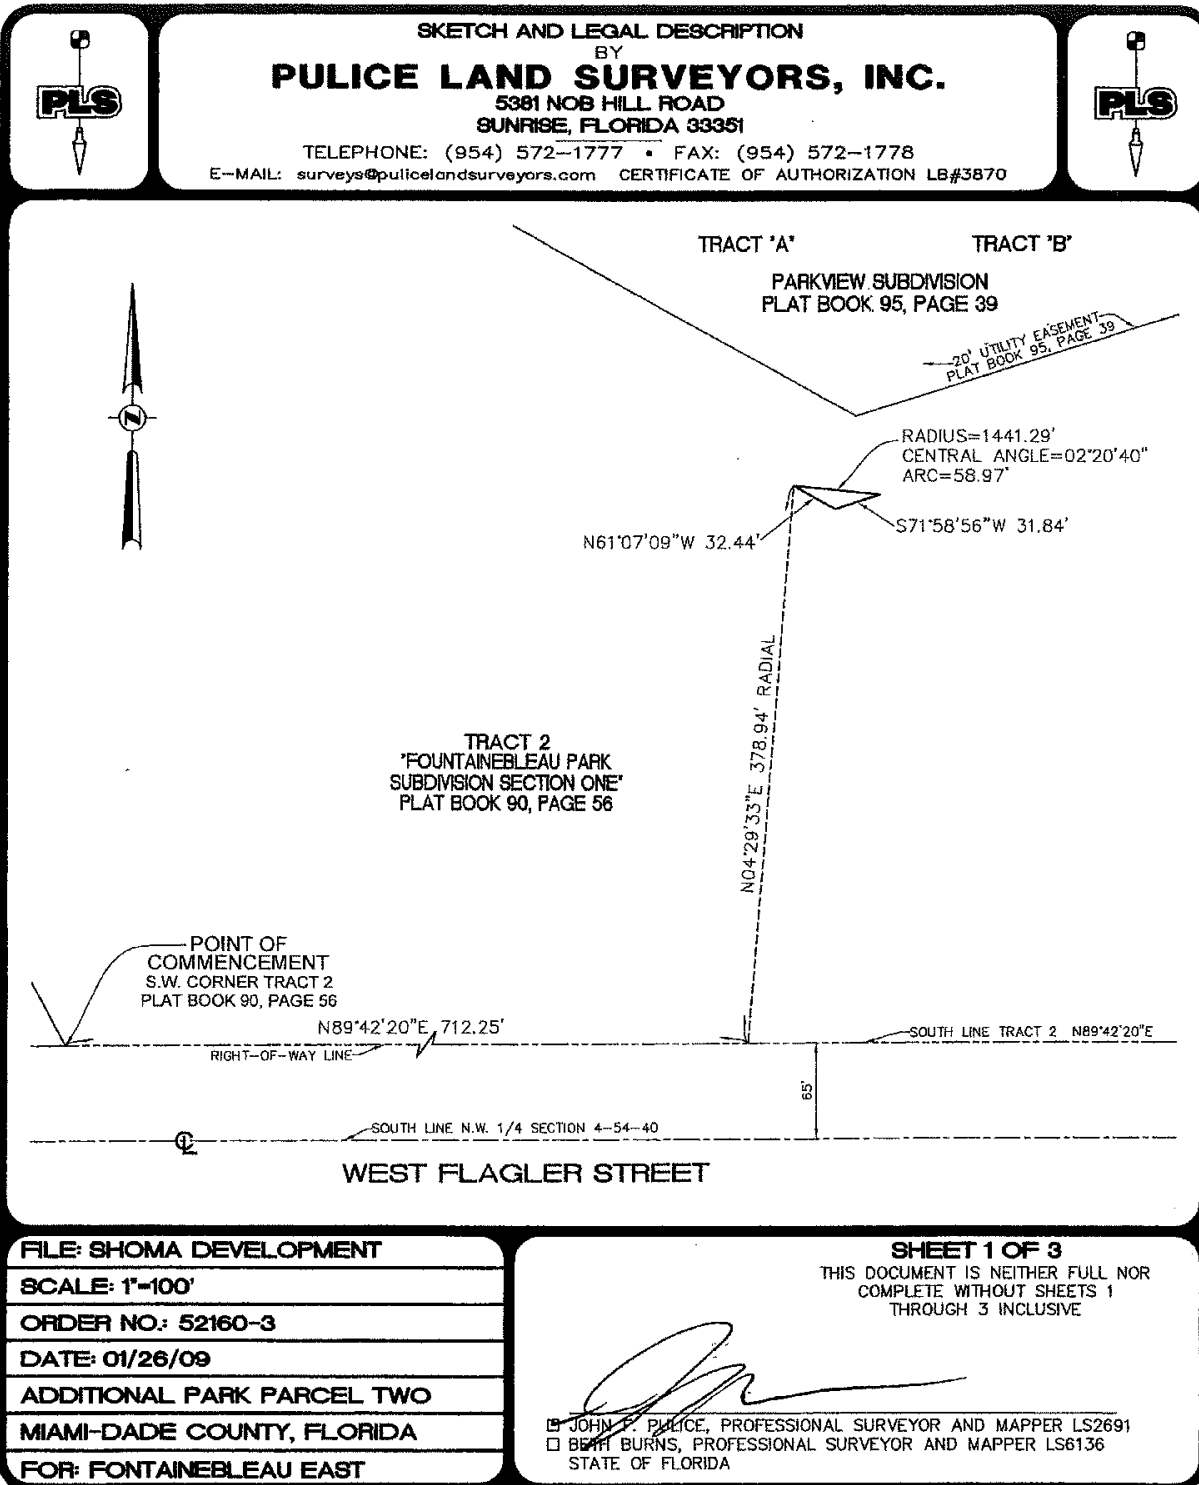 PLS
SKETCH AND LEGAL DESCRIPTION
BY
PULICE LAND SURVEYORS, INC.
5381 NOB HILL ROAD
SUNRISE, FLORIDA 33351
TELEPHONE: (954) 572-1777 • FAX: (954) 572-1778
E-MAIL: surveys@pulicelandsurveyors.com CERTIFICATE OF AUTHORIZATION LB#3870
PLS
TRACT "A" TRACT "B"
PARKVIEW SUBDIVISION
PLAT BOOK 95, PAGE 39
20' UTILITY EASEMENT
PLAT BOOK 95, PAGE 39
N
RADIUS=1441.29'
CENTRAL ANGLE=02°20'40"
ARC=58.97'
S71°58'56"W 31.84'
N61°07'09"W 32.44'
N04°29'33"E 378.94' RADIAL
TRACT 2
"FOUNTAINEBLEAU PARK
SUBDIVISION SECTION ONE"
PLAT BOOK 90, PAGE 56
POINT OF
COMMENCEMENT
S.W. CORNER TRACT 2
PLAT BOOK 90, PAGE 56
N89°42'20"E 712.25'
RIGHT-OF-WAY LINE
SOUTH LINE TRACT 2 N89°42'20"E
65'
SOUTH LINE N.W. 1/4 SECTION 4-54-40
CL
WEST FLAGLER STREET
FILE: SHOMA DEVELOPMENT
SCALE: 1"=100'
ORDER NO.: 52160-3
DATE: 01/26/09
ADDITIONAL PARK PARCEL TWO
MIAMI-DADE COUNTY, FLORIDA
FOR: FONTAINEBLEAU EAST
SHEET 1 OF 3
THIS DOCUMENT IS NEITHER FULL NOR
COMPLETE WITHOUT SHEETS 1
THROUGH 3 INCLUSIVE
JOHN F. PULICE, PROFESSIONAL SURVEYOR AND MAPPER LS2691
BETH BURNS, PROFESSIONAL SURVEYOR AND MAPPER LS6136
STATE OF FLORIDA